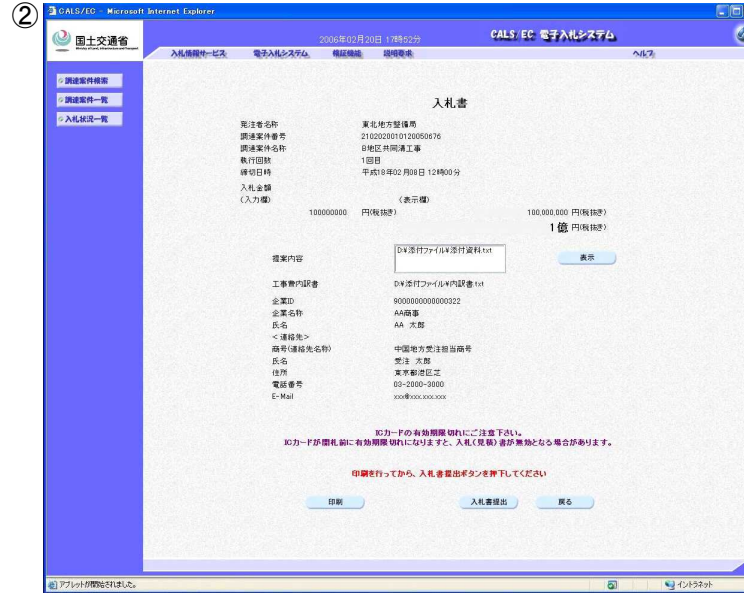 ②
CALS/EC - Microsoft Internet Explorer
国土交通省
2006年02月20日 17時52分
CALS/EC 電子入札システム
入札情報サービス 電子入札システム 検証機能 説明要求 ヘルプ
調達案件検索
調達案件一覧
入札状況一覧
入札書
発注者名称 東北地方整備局
調達案件番号 2102020010120050676
調達案件名称 B地区共同溝工事
執行回数 1回目
締切日時 平成18年02月08日 12時00分
入札金額
(入力欄) (表示欄)
100000000 円(税抜き) 100,000,000 円(税抜き)
1億 円(税抜き)
提案内容 D:¥添付ファイル¥添付資料.txt 表示
工事費内訳書 D:¥添付ファイル¥内訳書.txt
企業ID 9000000000000322
企業名称 AA商事
氏名 AA 太郎
<連絡先>
商号(連絡先名称) 中国地方受注担当商号
氏名 受注 太郎
住所 東京都港区芝
電話番号 03-2000-3000
E-Mail xxx@xxx.xxx.xxx
ICカードの有効期限切れにご注意下さい。
ICカードが開札前に有効期限切れになりますと、入札(見積)書が無効となる場合があります。
印刷を行ってから、入札書提出ボタンを押下してください
印刷 入札書提出 戻る
アプレットが開始されました。 イントラネット